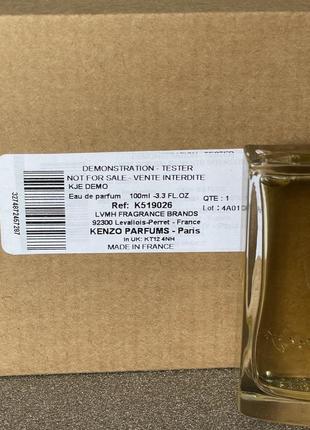 DEMONSTRATION - TESTER
NOT FOR SALE - VENTE INTERDITE
KJE DEMO
Eau de parfum 100ml -3.3 FL.OZ QTE : 1
Ref: K519026 Lot : 4A01
LVMH FRAGRANCE BRANDS
92300 Levallois-Perret - France
KENZO PARFUMS - Paris
In UK: KT12 4NH
MADE IN FRANCE